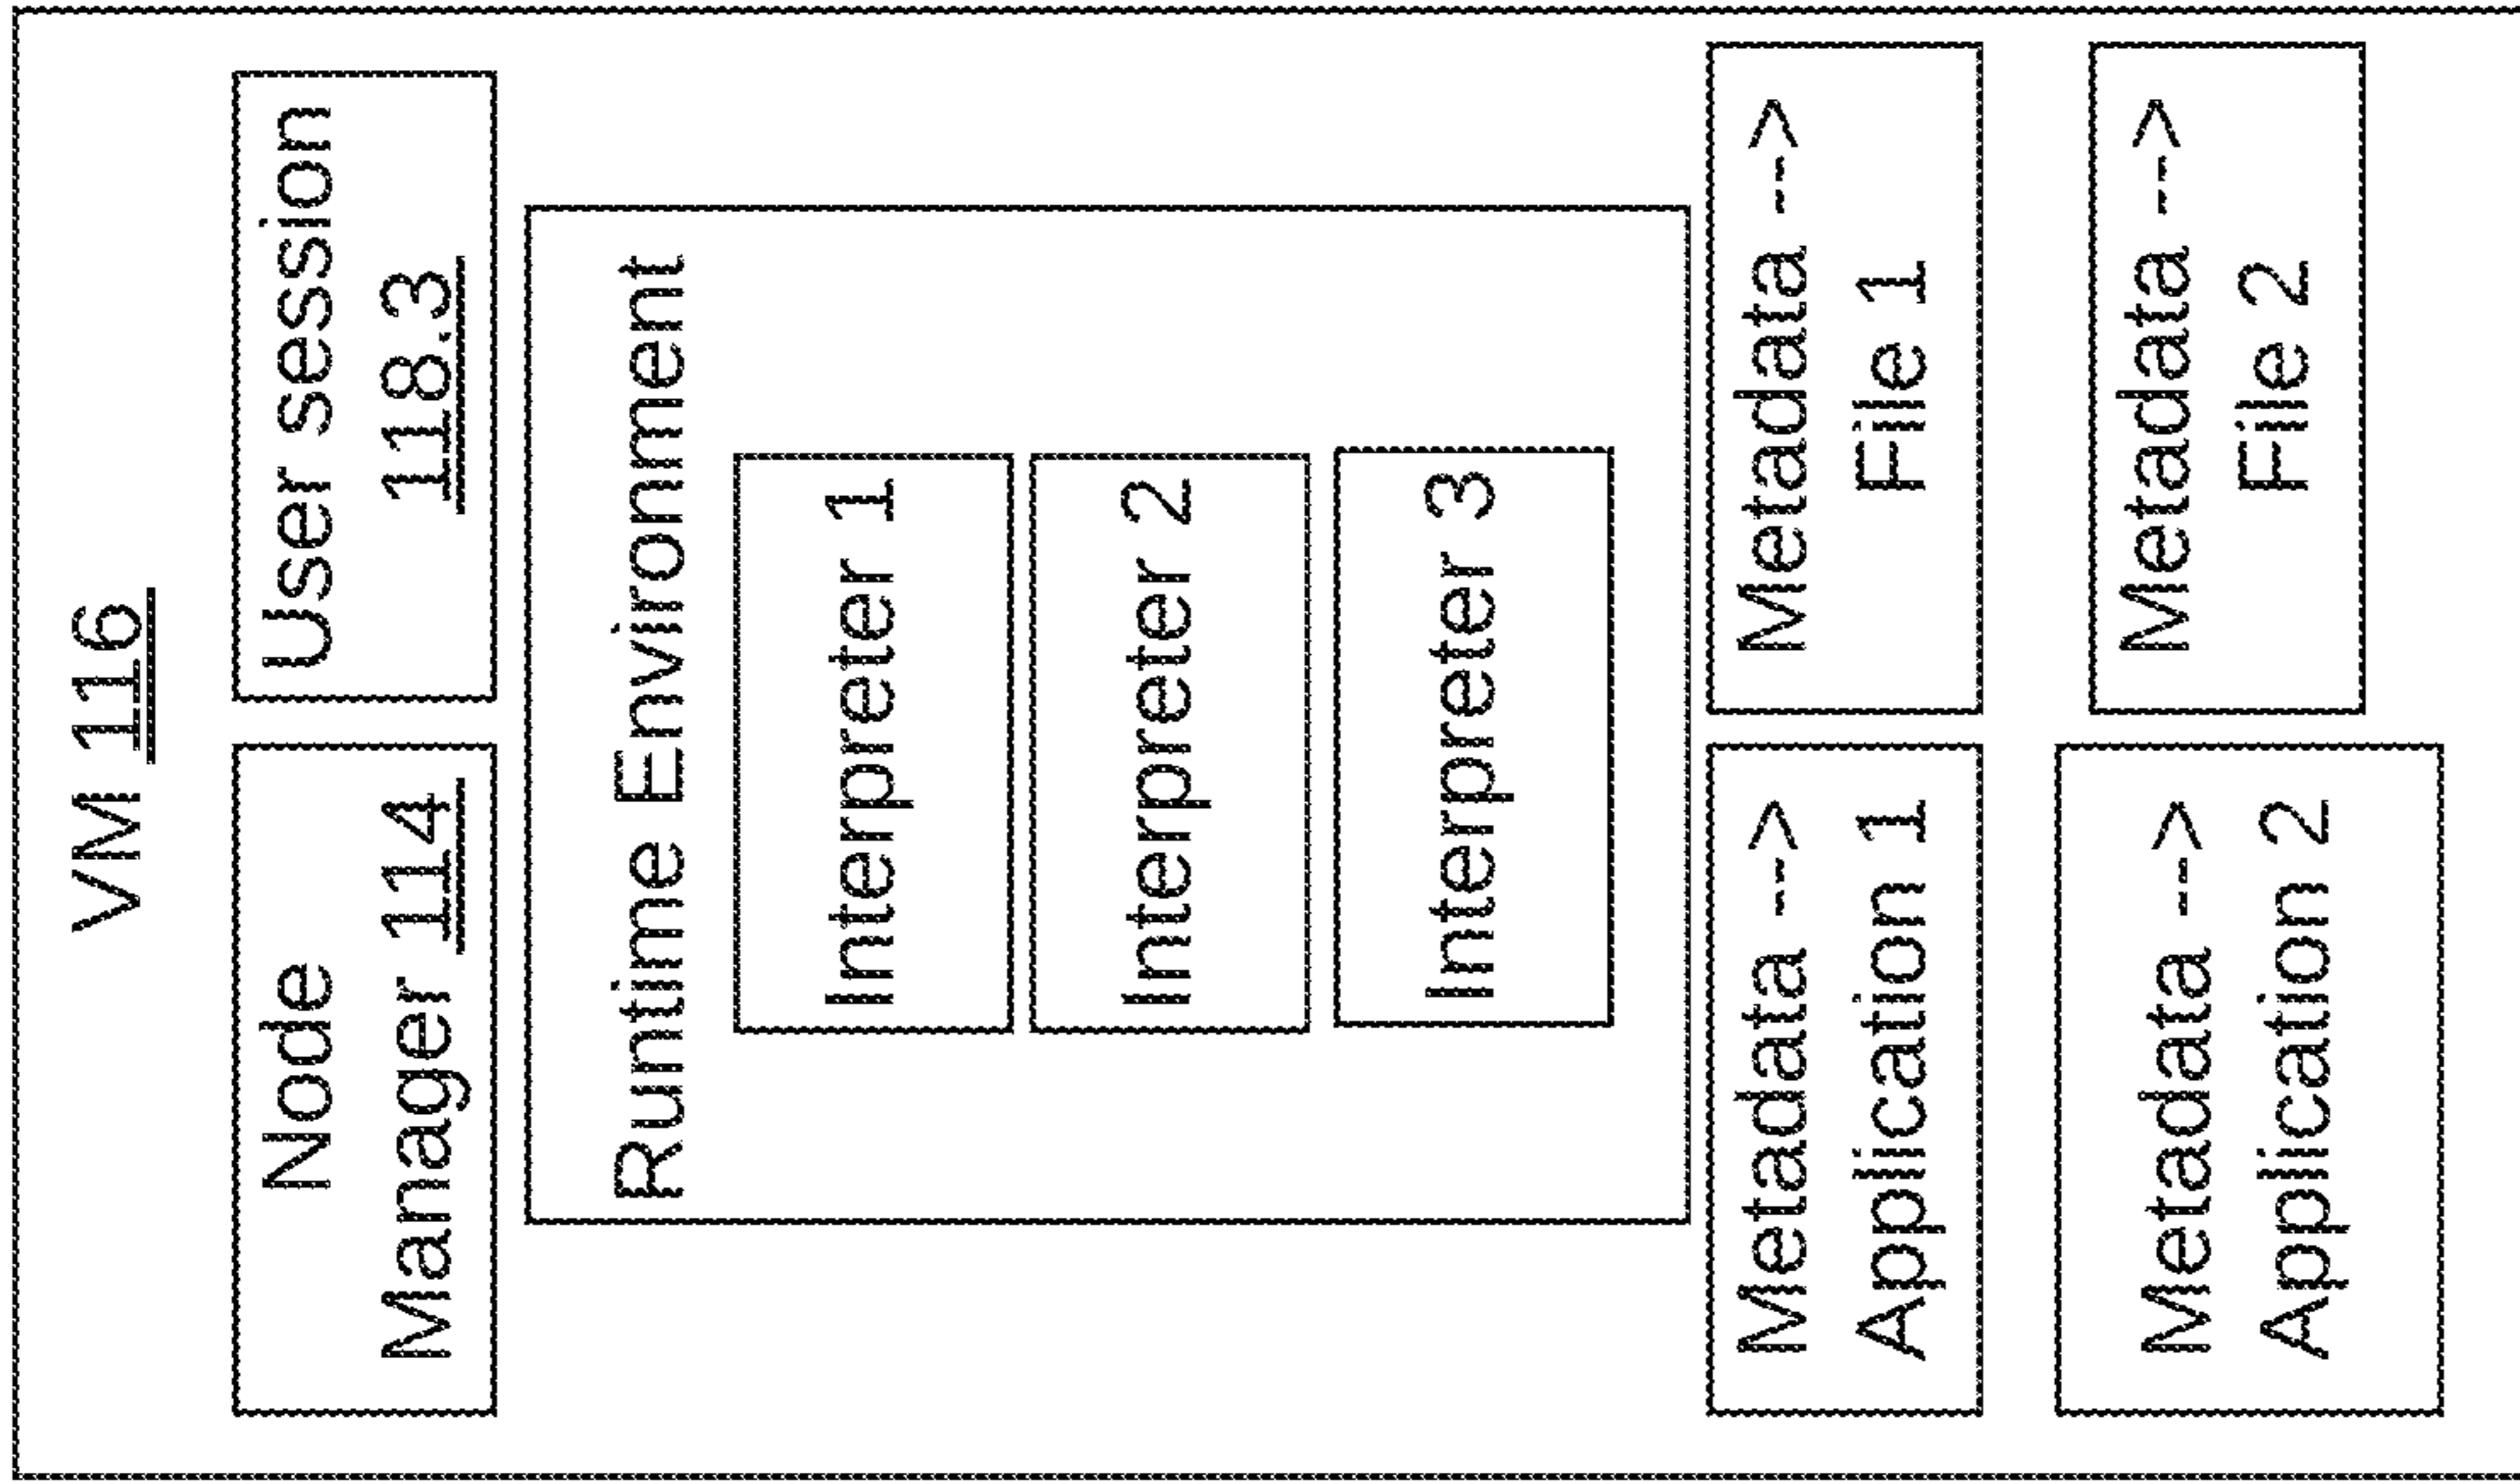 VM 116
Node
Manager 114
User session
118.3
Runtime Environment
Interpreter 1
Interpreter 2
Interpreter 3
Metadata -->
Application 1
Metadata -->
File 1
Metadata -->
Application 2
Metadata -->
File 2